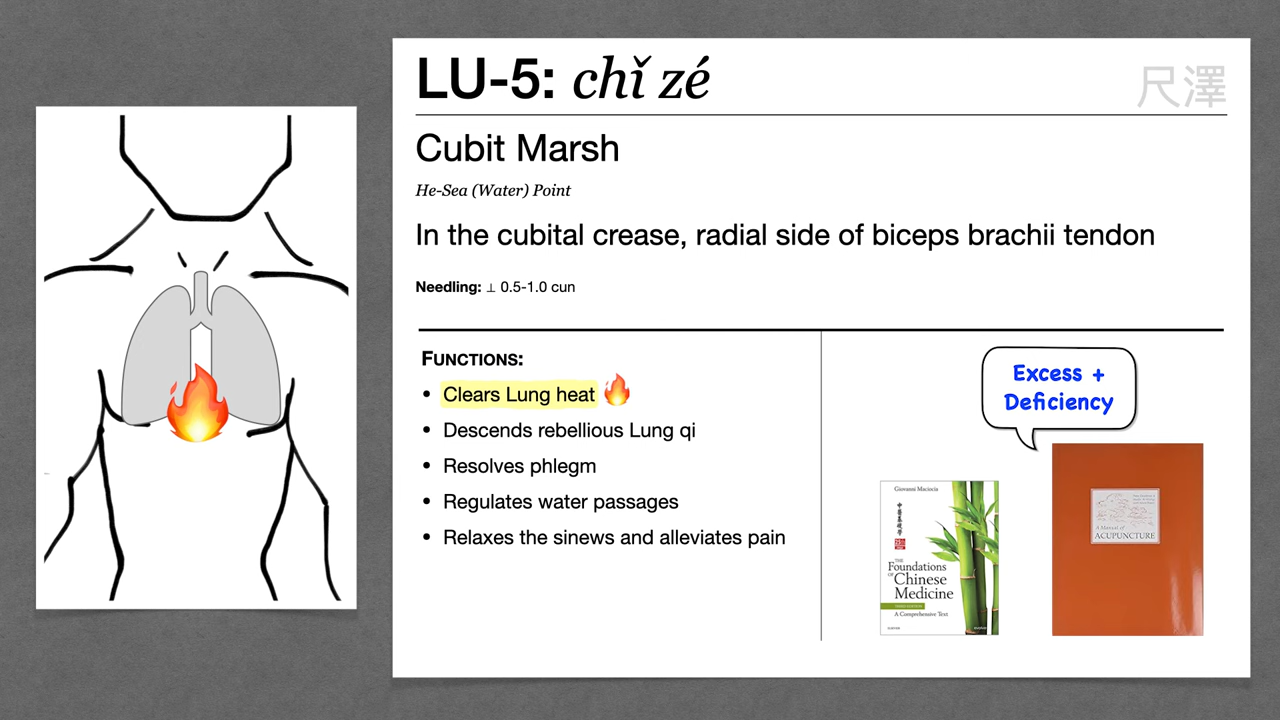 LU-5: chǐ zé
尺澤
Cubit Marsh
He-Sea (Water) Point
In the cubital crease, radial side of biceps brachii tendon
Needling: ⊥ 0.5-1.0 cun
FUNCTIONS:
• Clears Lung heat
• Descends rebellious Lung qi
• Resolves phlegm
• Regulates water passages
• Relaxes the sinews and alleviates pain
Excess +
Deficiency
Giovanni Maciocia
THE
Foundations
OF Chinese
Medicine
THIRD EDITION
A Comprehensive Text
ELSEVIER
A Manual of
ACUPUNCTURE